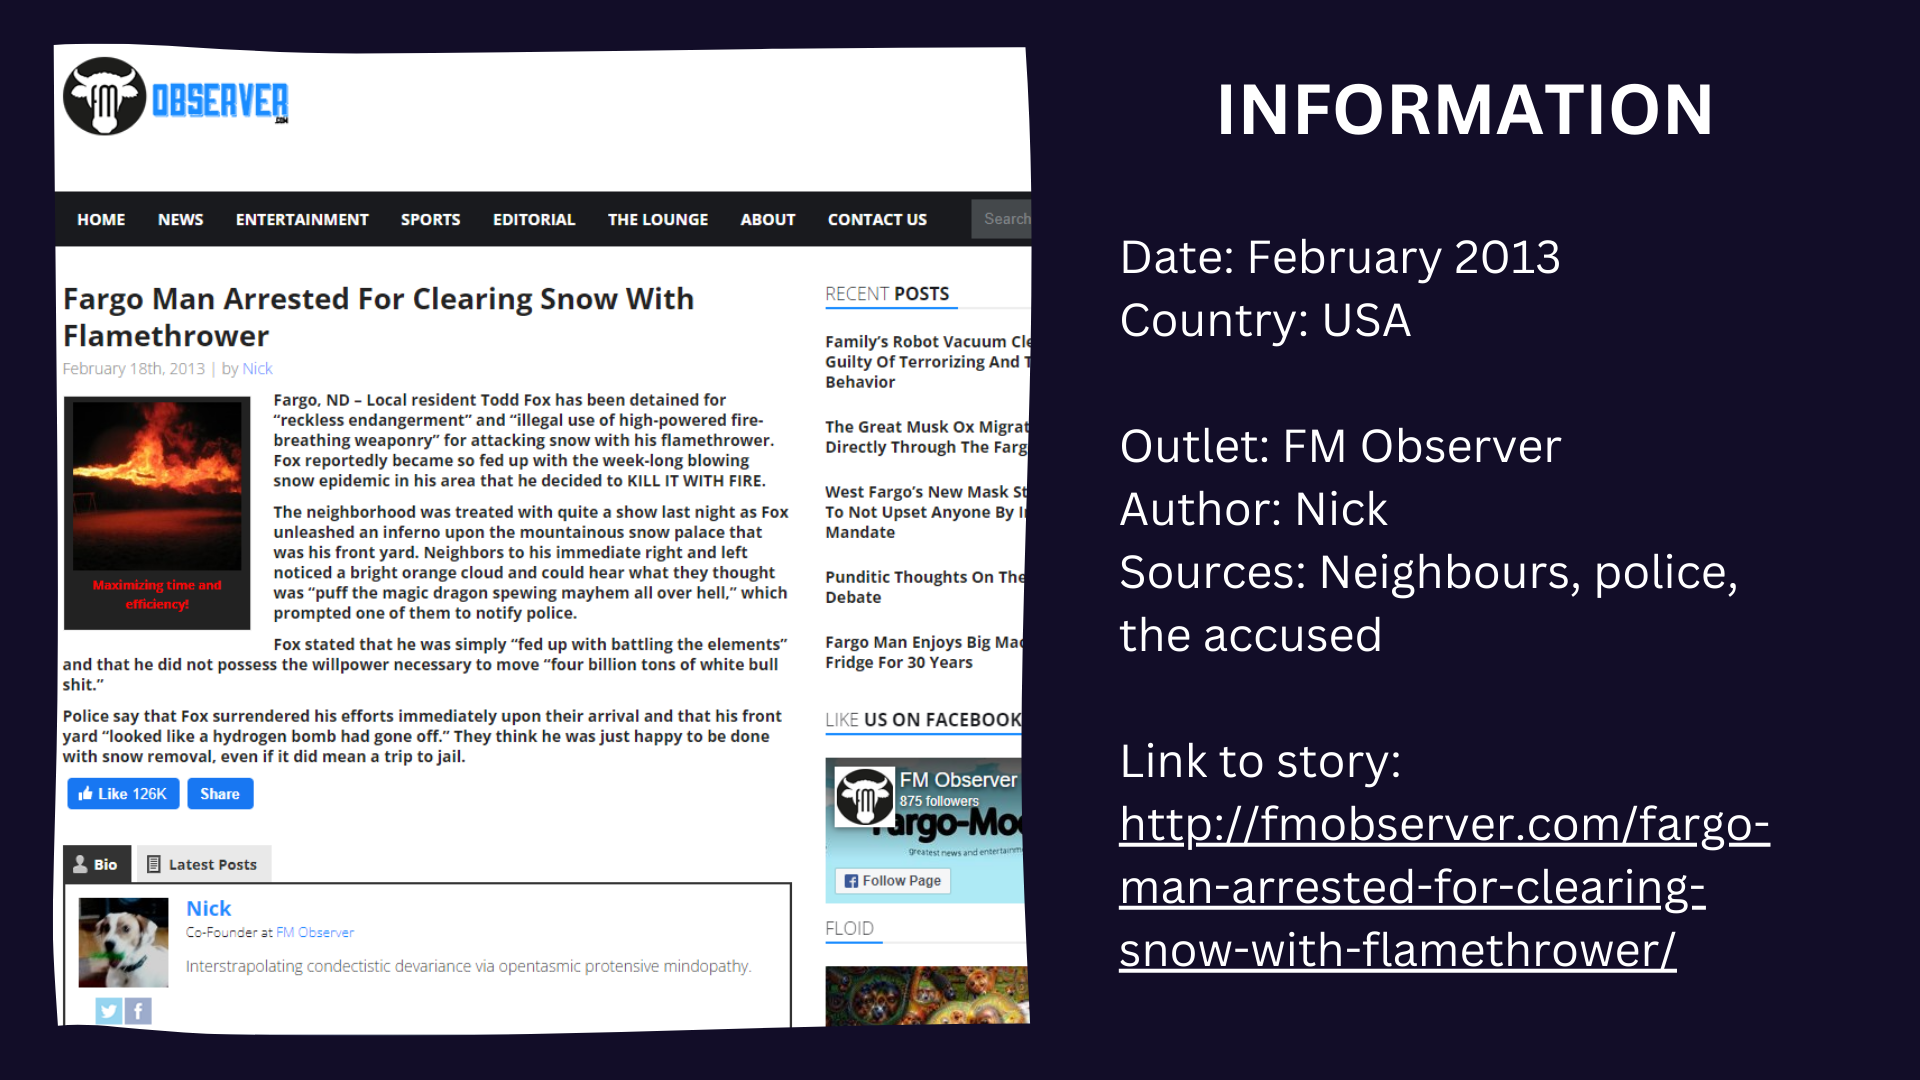 FM OBSERVER
.COM
HOME NEWS ENTERTAINMENT SPORTS EDITORIAL THE LOUNGE ABOUT CONTACT US Search
Fargo Man Arrested For Clearing Snow With
Flamethrower
February 18th, 2013 | by Nick
Maximizing time and
efficiency!
Fargo, ND – Local resident Todd Fox has been detained for
“reckless endangerment” and “illegal use of high-powered fire-
breathing weaponry” for attacking snow with his flamethrower.
Fox reportedly became so fed up with the week-long blowing
snow epidemic in his area that he decided to KILL IT WITH FIRE.
The neighborhood was treated with quite a show last night as Fox
unleashed an inferno upon the mountainous snow palace that
was his front yard. Neighbors to his immediate right and left
noticed a bright orange cloud and could hear what they thought
was “puff the magic dragon spewing mayhem all over hell,” which
prompted one of them to notify police.
Fox stated that he was simply “fed up with battling the elements”
and that he did not possess the willpower necessary to move “four billion tons of white bull
shit.”
Police say that Fox surrendered his efforts immediately upon their arrival and that his front
yard “looked like a hydrogen bomb had gone off.” They think he was just happy to be done
with snow removal, even if it did mean a trip to jail.
Like 126K Share
Bio Latest Posts
Nick
Co-Founder at FM Observer
Interstrapolating condectistic devariance via opentasmic protensive mindopathy.
RECENT POSTS
Family’s Robot Vacuum Cle
Guilty Of Terrorizing And T
Behavior
The Great Musk Ox Migrat
Directly Through The Farg
West Fargo’s New Mask St
To Not Upset Anyone By I
Mandate
Punditic Thoughts On The
Debate
Fargo Man Enjoys Big Mac
Fridge For 30 Years
LIKE US ON FACEBOOK
FM
FM Observer
875 followers
Fargo-Moo
greatest news and entertainm
Follow Page
FLOID
INFORMATION
Date: February 2013
Country: USA
Outlet: FM Observer
Author: Nick
Sources: Neighbours, police,
the accused
Link to story:
http://fmobserver.com/fargo-
man-arrested-for-clearing-
snow-with-flamethrower/